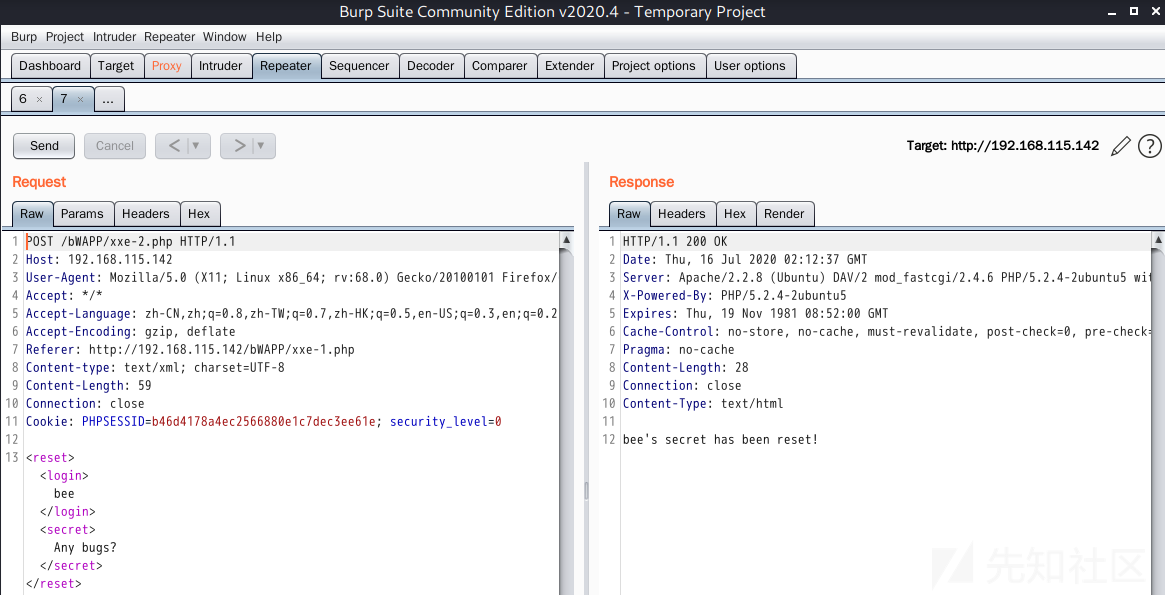 Burp Suite Community Edition v2020.4 - Temporary Project
Burp Project Intruder Repeater Window Help
Dashboard Target Proxy Intruder Repeater Sequencer Decoder Comparer Extender Project options User options
6 × 7 × ...
Send Cancel < ▼ > ▼ Target: http://192.168.115.142 ?
Request
Raw Params Headers Hex
1 POST /bWAPP/xxe-2.php HTTP/1.1
2 Host: 192.168.115.142
3 User-Agent: Mozilla/5.0 (X11; Linux x86_64; rv:68.0) Gecko/20100101 Firefox/
4 Accept: */*
5 Accept-Language: zh-CN,zh;q=0.8,zh-TW;q=0.7,zh-HK;q=0.5,en-US;q=0.3,en;q=0.2
6 Accept-Encoding: gzip, deflate
7 Referer: http://192.168.115.142/bWAPP/xxe-1.php
8 Content-type: text/xml; charset=UTF-8
9 Content-Length: 59
10 Connection: close
11 Cookie: PHPSESSID=b46d4178a4ec2566880e1c7dec3ee61e; security_level=0
12
13 <reset>
<login>
bee
</login>
<secret>
Any bugs?
</secret>
</reset>
Response
Raw Headers Hex Render
1 HTTP/1.1 200 OK
2 Date: Thu, 16 Jul 2020 02:12:37 GMT
3 Server: Apache/2.2.8 (Ubuntu) DAV/2 mod_fastcgi/2.4.6 PHP/5.2.4-2ubuntu5 wit
4 X-Powered-By: PHP/5.2.4-2ubuntu5
5 Expires: Thu, 19 Nov 1981 08:52:00 GMT
6 Cache-Control: no-store, no-cache, must-revalidate, post-check=0, pre-check=
7 Pragma: no-cache
8 Content-Length: 28
9 Connection: close
10 Content-Type: text/html
11
12 bee's secret has been reset!
先知社区